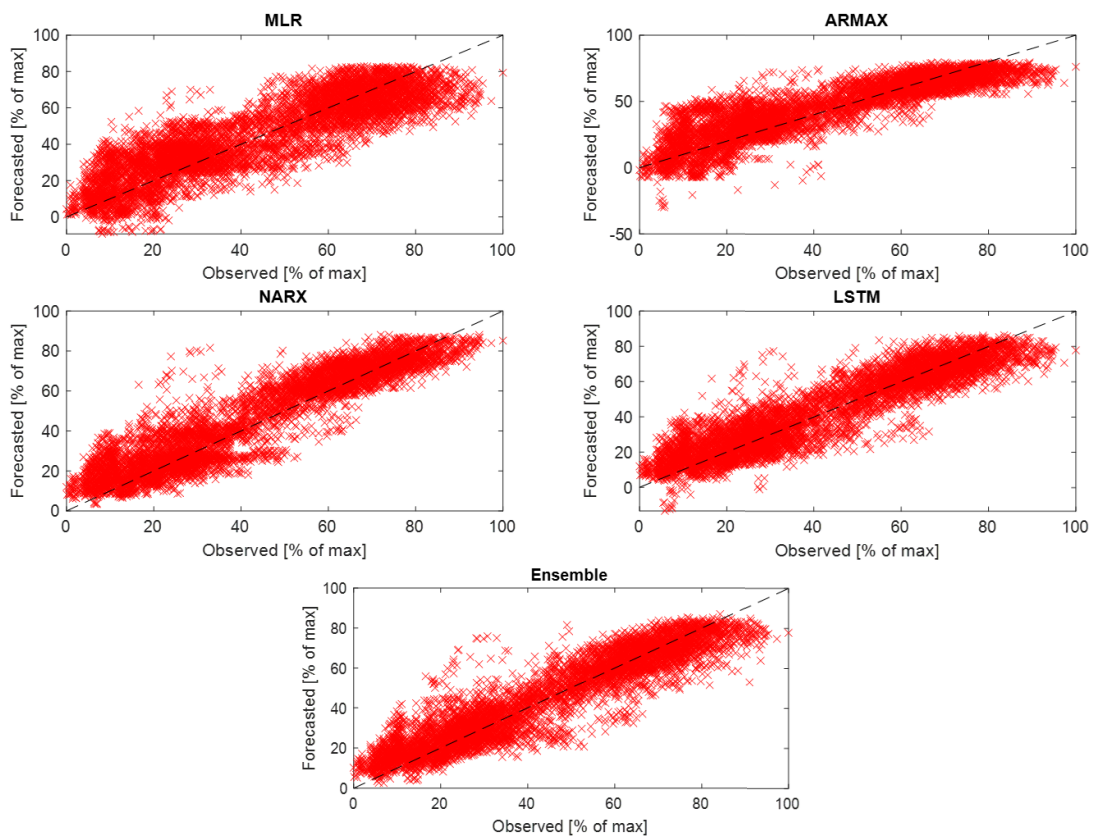 MLR
Forecasted [% of max]
100
80
60
40
20
0
0 20 40 60 80 100
Observed [% of max]
ARMAX
Forecasted [% of max]
100
50
0
-50
0 20 40 60 80 100
Observed [% of max]
NARX
Forecasted [% of max]
100
80
60
40
20
0
0 20 40 60 80 100
Observed [% of max]
LSTM
Forecasted [% of max]
100
80
60
40
20
0
0 20 40 60 80 100
Observed [% of max]
Ensemble
Forecasted [% of max]
100
80
60
40
20
0
0 20 40 60 80 100
Observed [% of max]